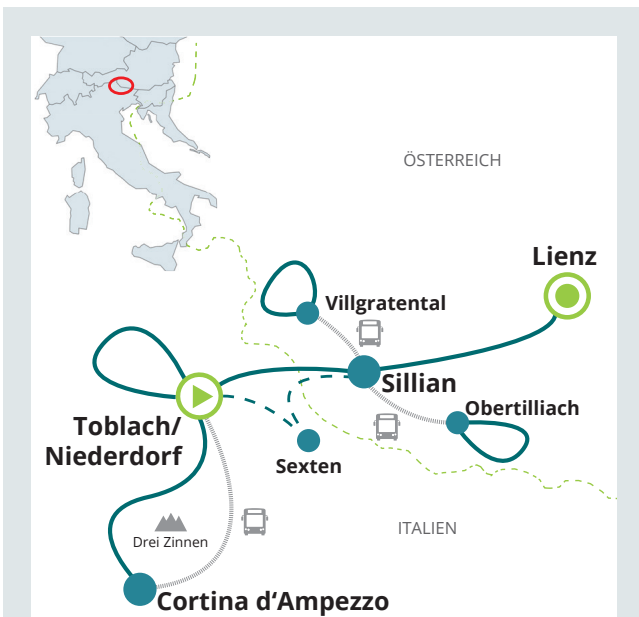 ÖSTERREICH
Lienz
Villgratental
Sillian
Obertilliach
Toblach/
Niederdorf
Sexten
ITALIEN
Drei Zinnen
Cortina d‘Ampezzo